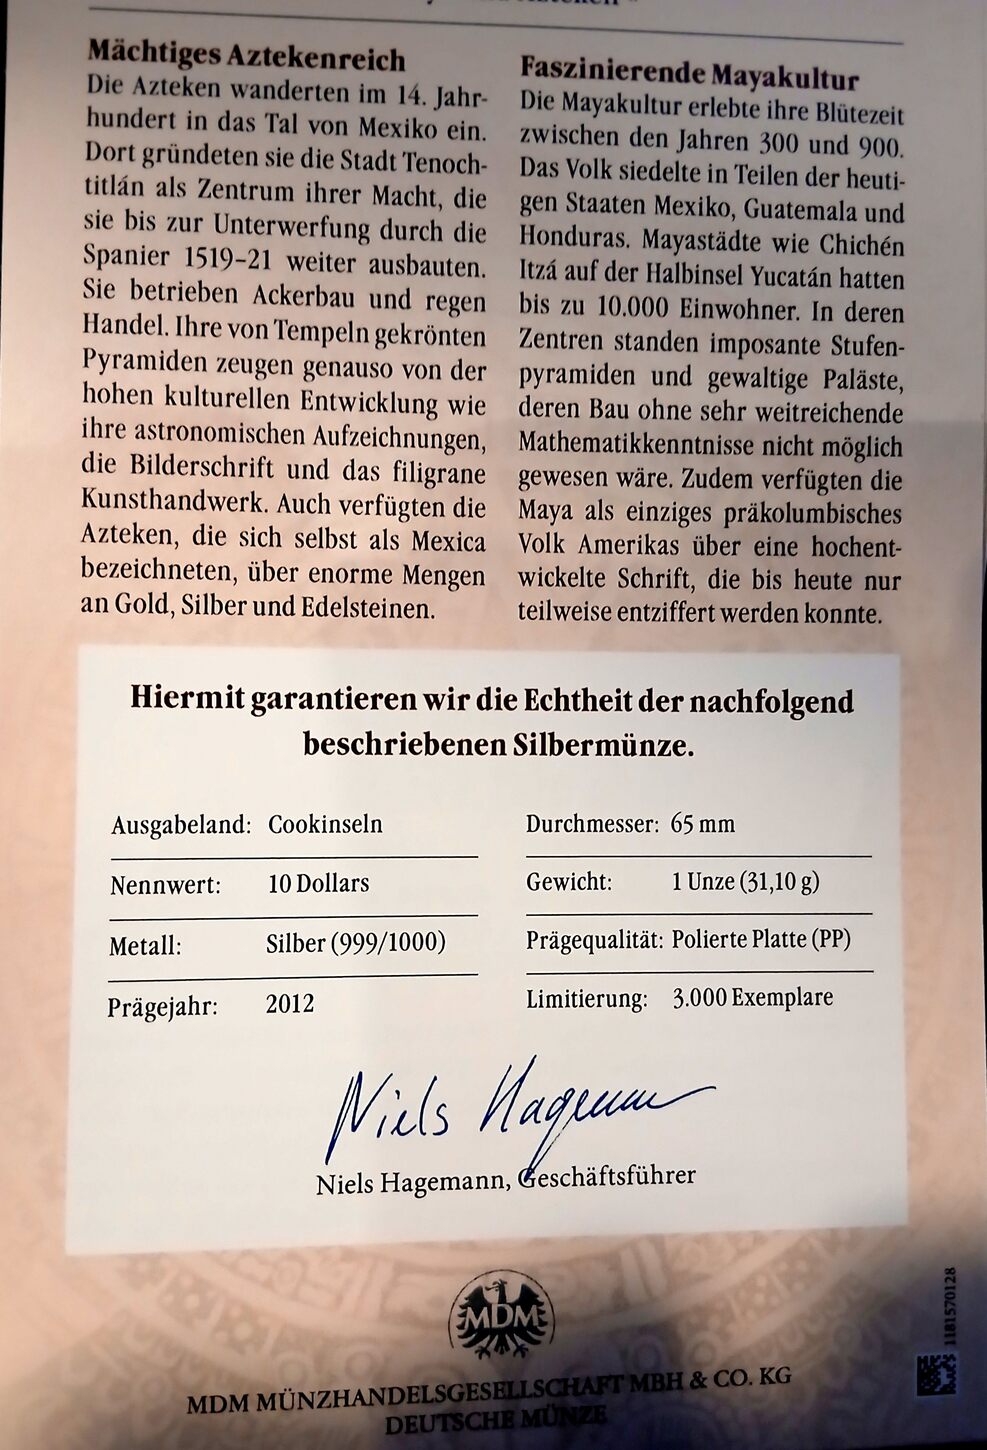 Mächtiges Aztekenreich
Die Azteken wanderten im 14. Jahr-
hundert in das Tal von Mexiko ein.
Dort gründeten sie die Stadt Tenoch-
titlán als Zentrum ihrer Macht, die
sie bis zur Unterwerfung durch die
Spanier 1519–21 weiter ausbauten.
Sie betrieben Ackerbau und regen
Handel. Ihre von Tempeln gekrönten
Pyramiden zeugen genauso von der
hohen kulturellen Entwicklung wie
ihre astronomischen Aufzeichnungen,
die Bilderschrift und das filigrane
Kunsthandwerk. Auch verfügten die
Azteken, die sich selbst als Mexica
bezeichneten, über enorme Mengen
an Gold, Silber und Edelsteinen.
Faszinierende Mayakultur
Die Mayakultur erlebte ihre Blütezeit
zwischen den Jahren 300 und 900.
Das Volk siedelte in Teilen der heuti-
gen Staaten Mexiko, Guatemala und
Honduras. Mayastädte wie Chichén
Itzá auf der Halbinsel Yucatán hatten
bis zu 10.000 Einwohner. In deren
Zentren standen imposante Stufen-
pyramiden und gewaltige Paläste,
deren Bau ohne sehr weitreichende
Mathematikkenntnisse nicht möglich
gewesen wäre. Zudem verfügten die
Maya als einziges präkolumbisches
Volk Amerikas über eine hochent-
wickelte Schrift, die bis heute nur
teilweise entziffert werden konnte.
Hiermit garantieren wir die Echtheit der nachfolgend
beschriebenen Silbermünze.
Ausgabeland: Cookinseln
Nennwert: 10 Dollars
Metall: Silber (999/1000)
Prägejahr: 2012
Durchmesser: 65 mm
Gewicht: 1 Unze (31,10 g)
Prägequalität: Polierte Platte (PP)
Limitierung: 3.000 Exemplare
Niels Hagemann
Niels Hagemann, Geschäftsführer
MDM
1181570128
MDM MÜNZHANDELSGESELLSCHAFT MBH & CO. KG
DEUTSCHE MÜNZE